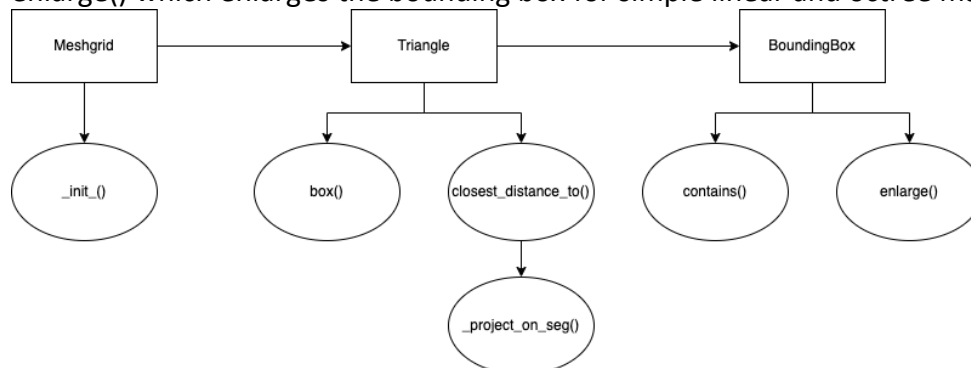 enlarge() which enlarges the bounding box for simple linear and octree
Meshgrid
Triangle
BoundingBox
_init_()
box()
closest_distance_to()
contains()
enlarge()
_project_on_seg()